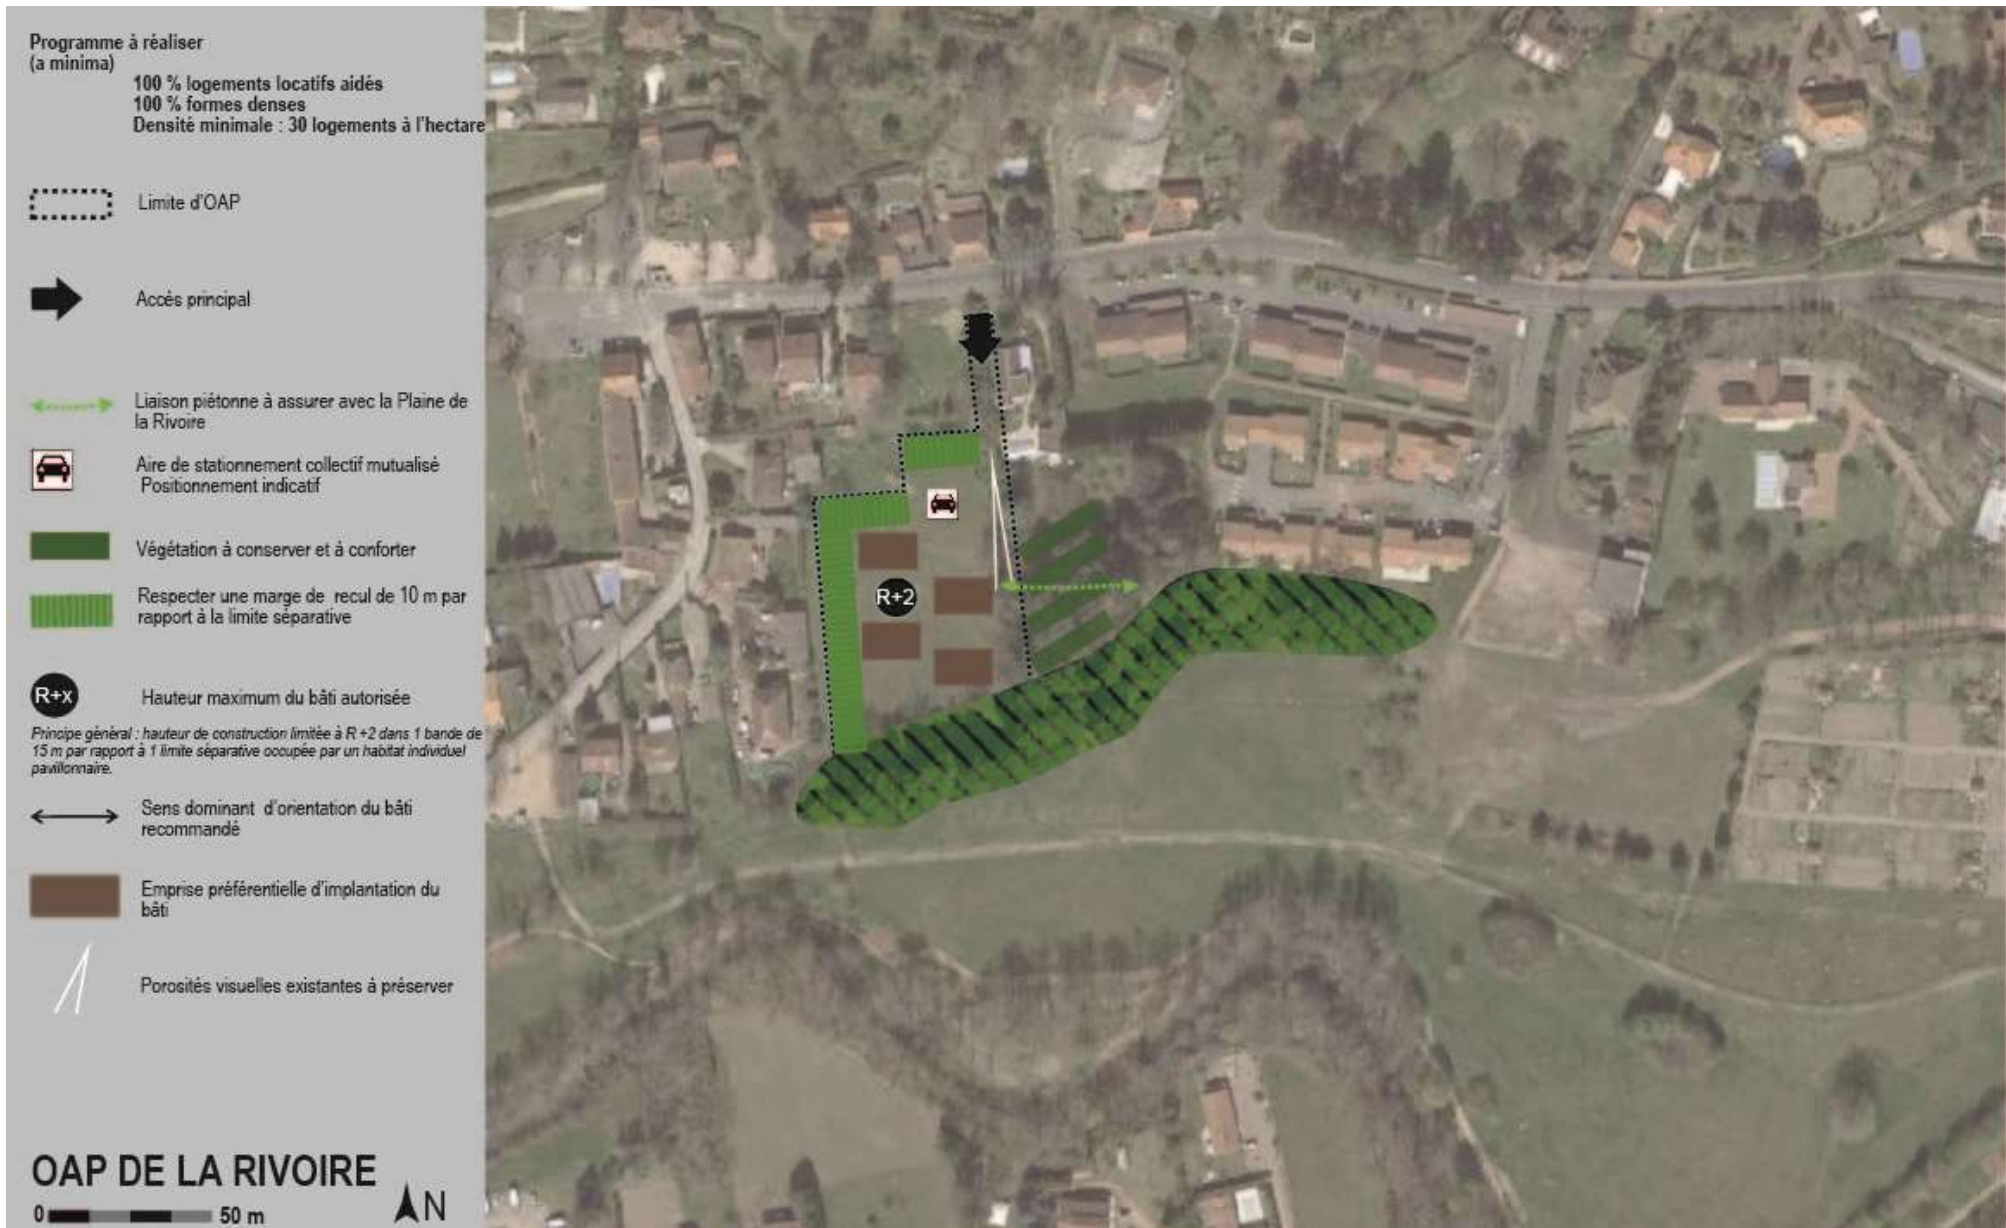 Programme à réaliser
(a minima)
100 % logements locatifs aidés
100 % formes denses
Densité minimale : 30 logements à l'hectare
Limite d'OAP
Accès principal
Liaison piètonne à assurer avec la Plaine de
la Rivoire
Aire de stationnement collectif mutualisé
Positionnement indicatif
Végétation à conserver et à conforter
Respecter une marge de recul de 10 m par
rapport à la limite séparative
R+x
Hauteur maximum du bâti autorisée
Principe général : hauteur de construction limitée à R +2 dans 1 bande de
15 m par rapport à 1 limite séparative occupée par un habitat individuel
pavillonnaire.
Sens dominant d'orientation du bâti
recommandé
Emprise préférentielle d'implantation du
bâti
Porosités visuelles existantes à préserver
OAP DE LA RIVOIRE
0 50 m
N
R+2